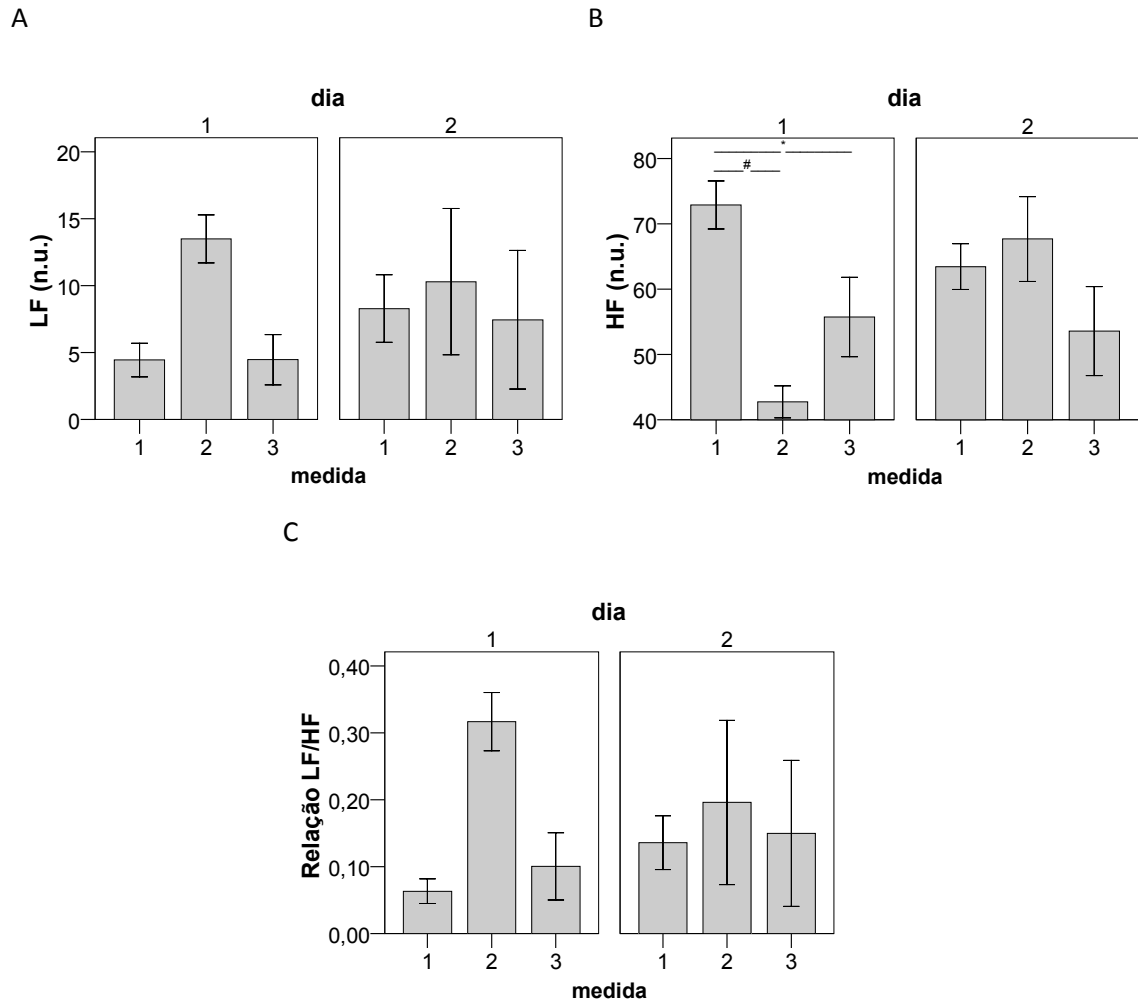 A
B
dia
1 2
20
15
10
5
0
LF (n.u.)
1 2 3 1 2 3
medida
dia
1 2
80
70
60
50
40
HF (n.u.)
*
#
1 2 3 1 2 3
medida
C
dia
1 2
0,40
0,30
0,20
0,10
0,00
Relação LF/HF
1 2 3 1 2 3
medida